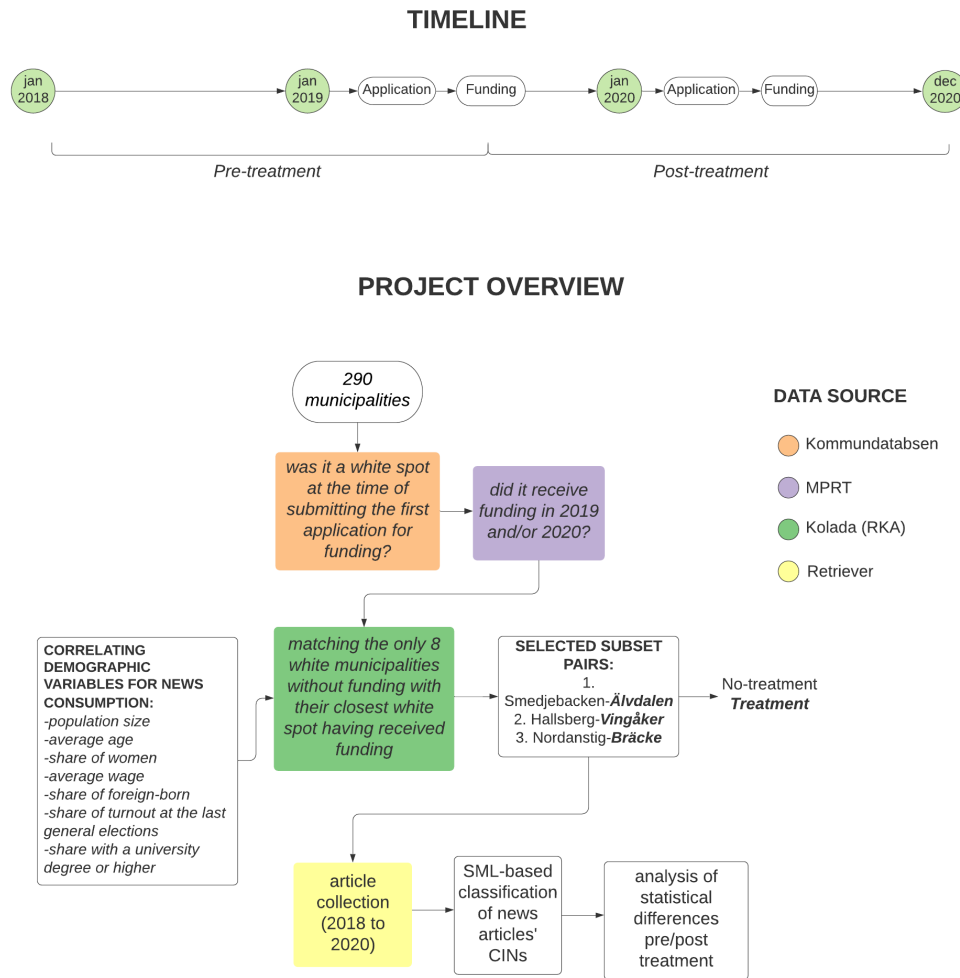 TIMELINE
jan
2018
jan
2019
Application
Funding
jan
2020
Application
Funding
dec
2020
Pre-treatment
Post-treatment
PROJECT OVERVIEW
290
municipalities
was it a white spot
at the time of
submitting the first
application for
funding?
did it receive
funding in 2019
and/or 2020?
DATA SOURCE
Kommundatabsen
MPRT
Kolada (RKA)
Retriever
CORRELATING
DEMOGRAPHIC
VARIABLES FOR NEWS
CONSUMPTION:
-population size
-average age
-share of women
-average wage
-share of foreign-born
-share of turnout at the last
general elections
-share with a university
degree or higher
matching the only 8
white municipalities
without funding with
their closest white
spot having received
funding
SELECTED SUBSET
PAIRS:
1.
Smedjebacken-Älvdalen
2. Hallsberg-Vingåker
3. Nordanstig-Bräcke
No-treatment
Treatment
article
collection
(2018 to
2020)
SML-based
classification
of news
articles'
CINs
analysis of
statistical
differences
pre/post
treatment